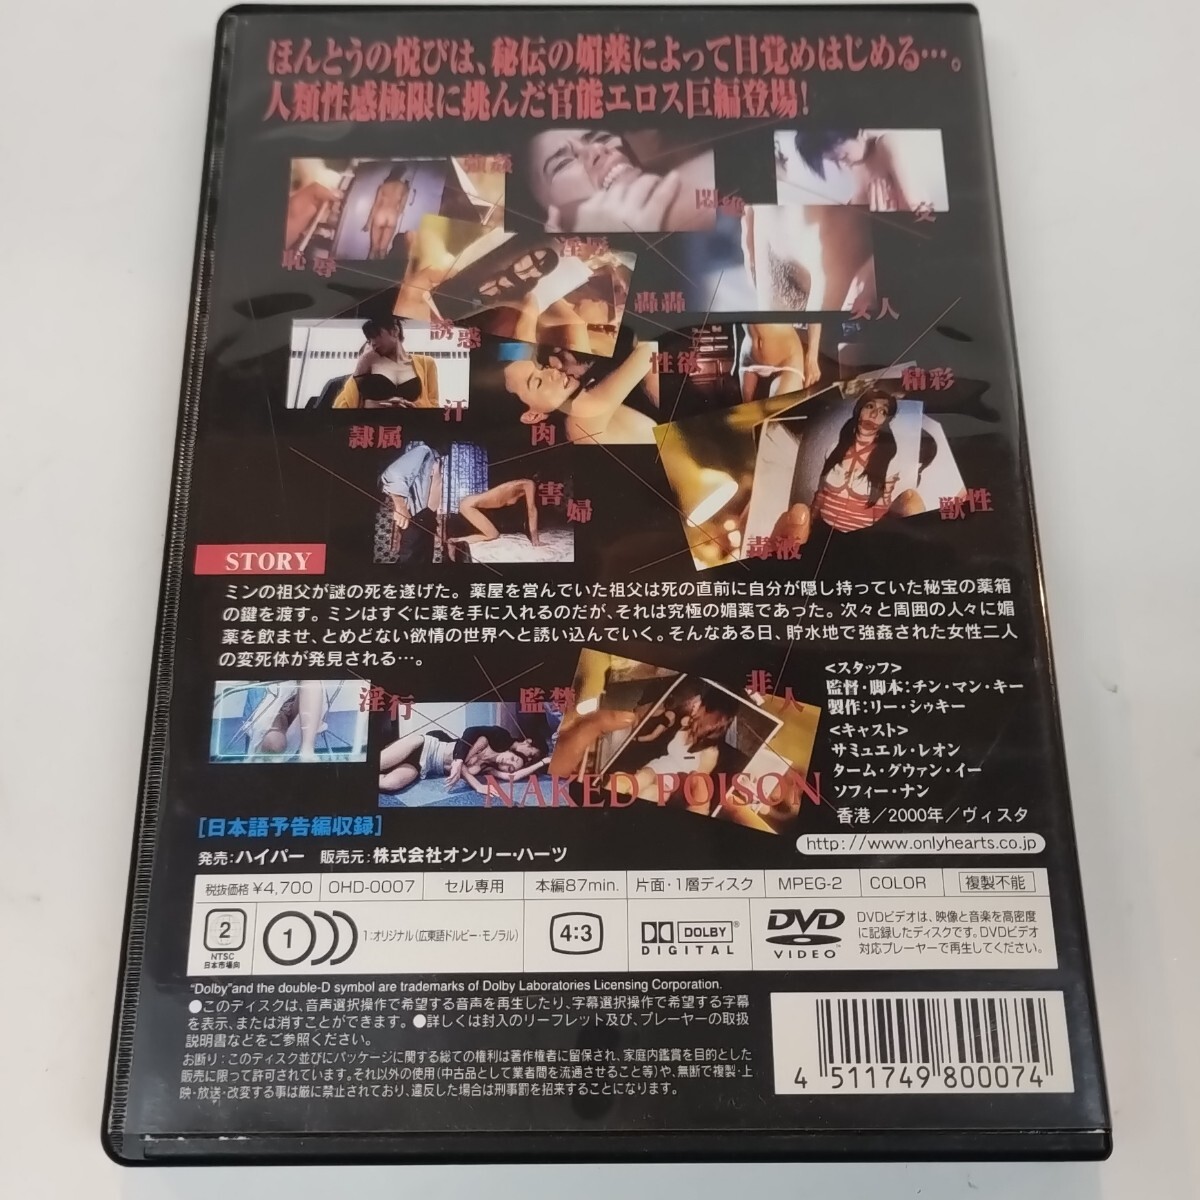 ほんとうの悦びは、秘伝の媚薬によって目覚めはじめる…。
人類性感極限に挑んだ官能エロス巨編登場!
強姦
悶絶
性交
恥辱
淫辱
轟轟
女人
誘惑
性欲
精彩
汗
隷属
肉
害婦
獣性
毒液
STORY
ミンの祖父が謎の死を遂げた。薬屋を営んでいた祖父は死の直前に自分が隠し持っていた秘宝の薬箱
の鍵を渡す。ミンはすぐに薬を手に入れるのだが、それは究極の媚薬であった。次々と周囲の人々に媚
薬を飲ませ、とめどない欲情の世界へと誘い込んでいく。そんなある日、貯水地で強姦された女性二人
の変死体が発見される…。
<スタッフ>
監督・脚本:チン・マン・キー
製作:リー・シゥキー
<キャスト>
サミュエル・レオン
ターム・グウァン・イー
ソフィー・ナン
香港/2000年/ヴィスタ
淫行
監禁
非人
NAKED POISON
[日本語予告編収録]
http://www.onlyhearts.co.jp
発売:ハイパー 販売元:株式会社オンリー・ハーツ
税抜価格 ¥4,700 OHD-0007 セル専用 本編87min. 片面・1層ディスク MPEG-2 COLOR 複製不能
2
NTSC
日本市場向
1
1:オリジナル(広東語ドルビー・モノラル)
4:3
DOLBY
DIGITAL
DVD
VIDEO
DVDビデオは、映像と音楽を高密度
に記録したディスクです。DVDビデオ
対応プレーヤーで再生してください。
"Dolby"and the double-D symbol are trademarks of Dolby Laboratories Licensing Corporation.
●このディスクは、音声選択操作で希望する音声を再生したり、字幕選択操作で希望する字幕
を表示、または消すことができます。●詳しくは封入のリーフレット及び、プレーヤーの取扱
説明書などをご参照ください。
お断り:このディスク並びにパッケージに関する総ての権利は著作権者に留保され、家庭内鑑賞を目的とした
販売に限って許可されています。それ以外の使用(中古品として業者間を流通させること等)や、無断で複製・上
映・放送・改変する事は厳に禁止されており、違反した場合は刑事罰を招来することになります。
4 511749 800074